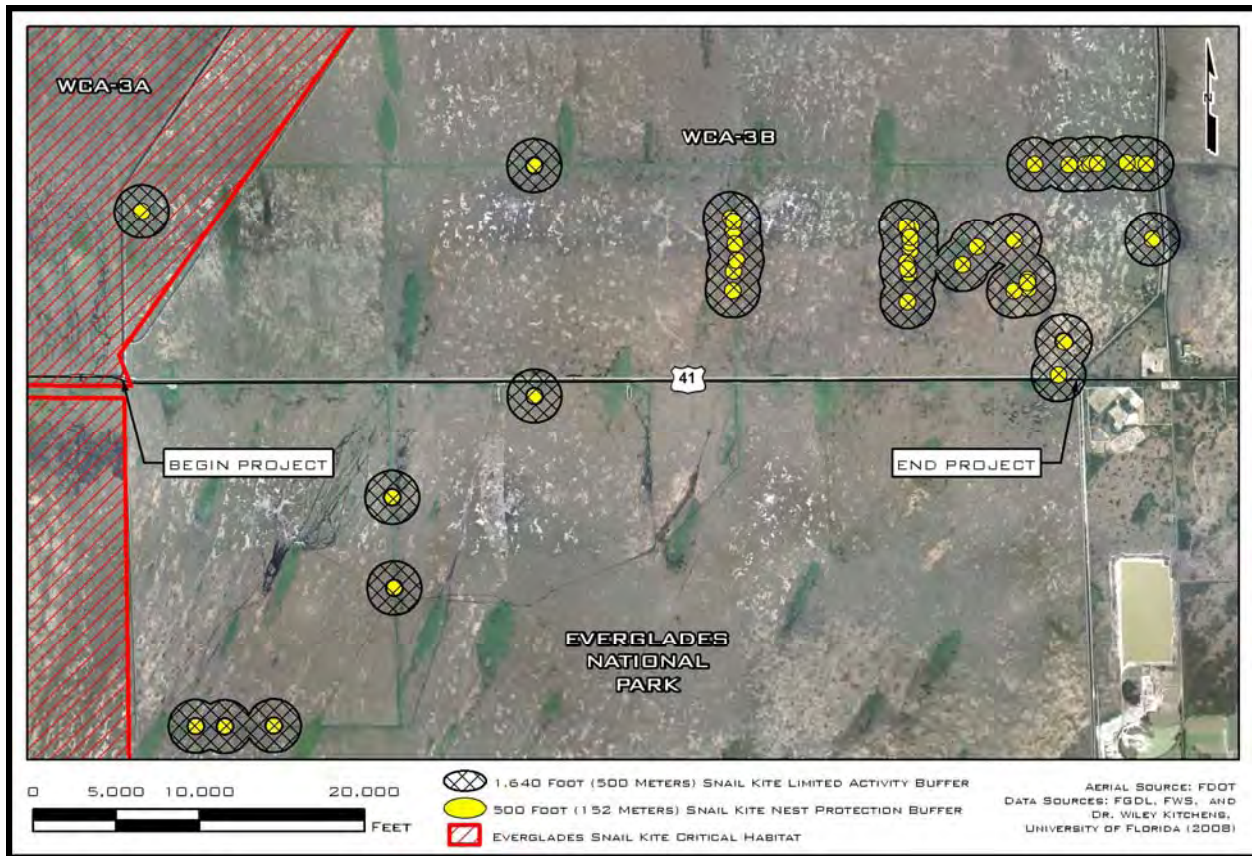 WCA-3A
WCA-3B
N
41
BEGIN PROJECT
END PROJECT
EVERGLADES
NATIONAL
PARK
0 5,000 10,000 20,000
FEET
1,640 FOOT (500 METERS) SNAIL KITE LIMITED ACTIVITY BUFFER
500 FOOT (152 METERS) SNAIL KITE NEST PROTECTION BUFFER
EVERGLADES SNAIL KITE CRITICAL HABITAT
AERIAL SOURCE: FDOT
DATA SOURCES: FGDL, FWS, AND
DR. WILEY KITCHENS,
UNIVERSITY OF FLORIDA (2008)